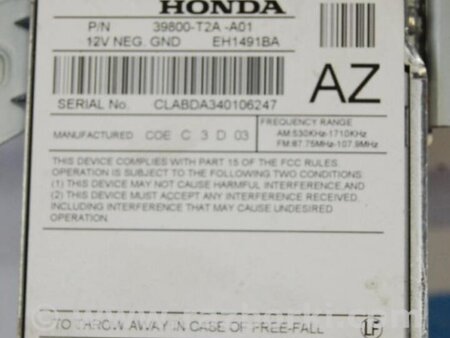 HONDA
P/N 39800-T2A -A01
12V NEG. GND EH1491BA
AZ
SERIAL No. CLABDA340106247
MANUFACTURED COE C 3 D 03
FREQUENCY RANGE
AM:530KHz-1710KHz
FM:87.75MHz-107.9MHz
THIS DEVICE COMPLIES WITH PART 15 OF THE FCC RULES.
OPERATION IS SUBJECT TO THE FOLLOWING TWO CONDITIONS
(1) THIS DEVICE MAY NOT CAUSE HARMFUL INTERFERENCE,AND
(2) THIS DEVICE MUST ACCEPT ANY INTERFERENCE RECEIVED,
INCLUDING INTERFERENCE THAT MAY CAUSE UNDESIRED
OPERATION.
TO THROW AWAY IN CASE OF FREE-FALL
LF